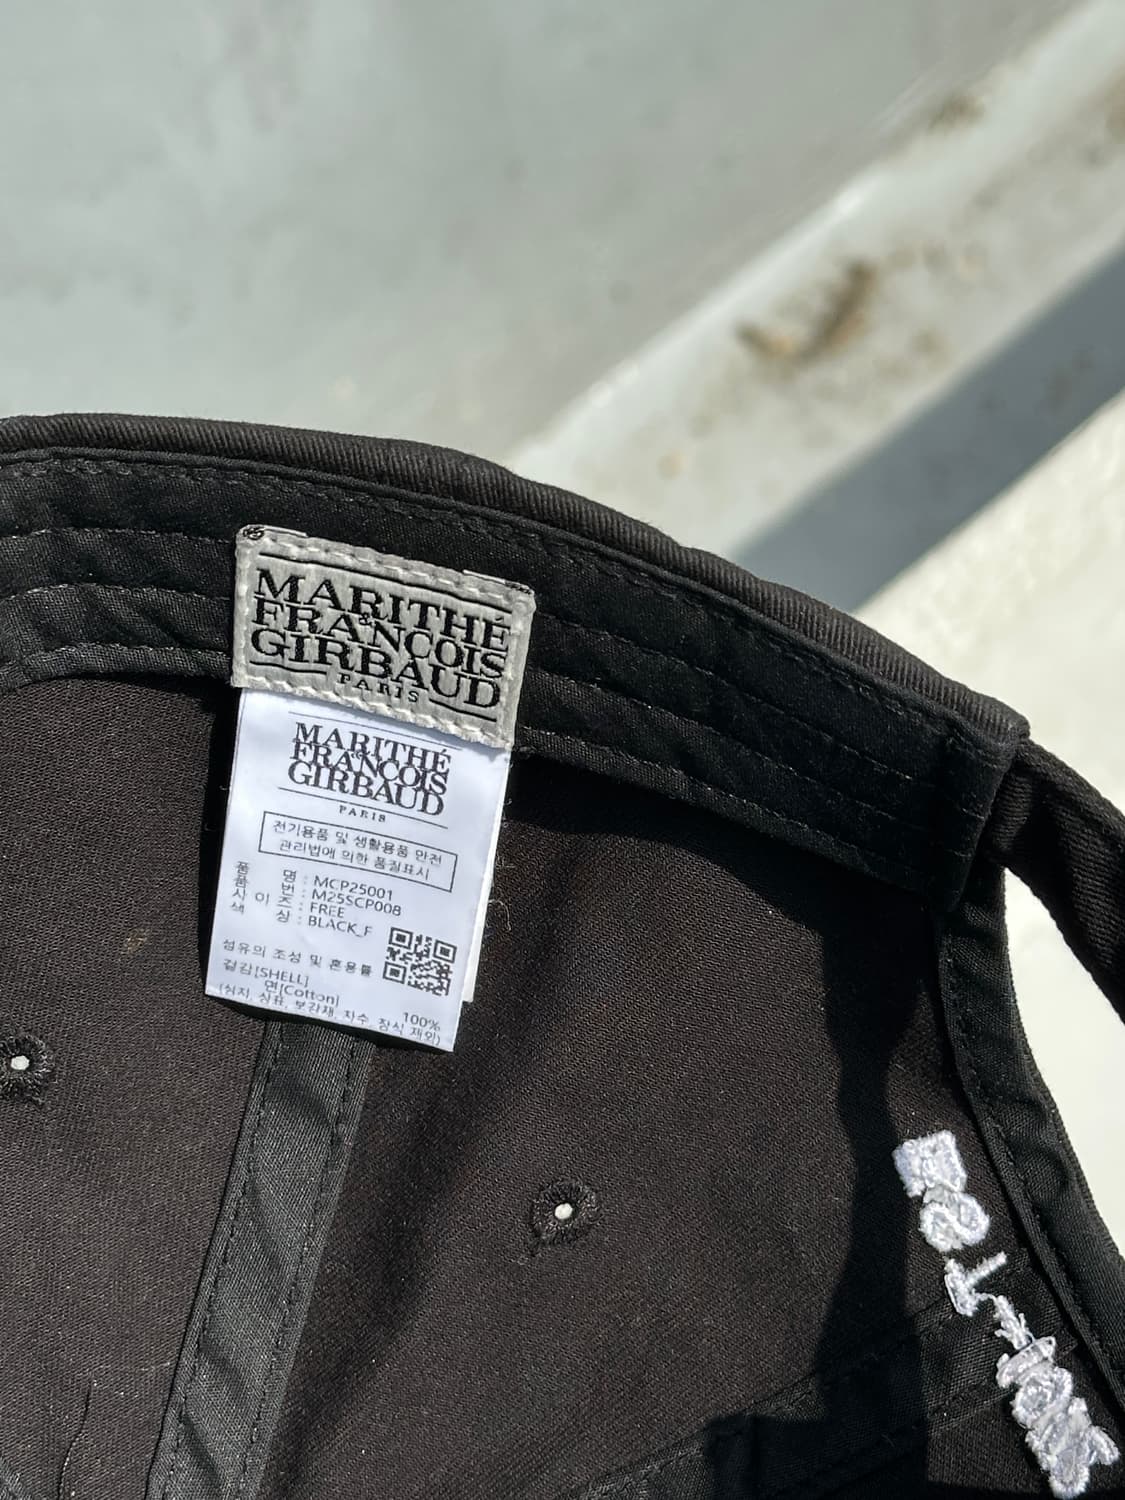 MARITHÉ
&
FRANÇOIS
GIRBAUD
PARIS
MARITHÉ
FRANÇOIS
GIRBAUD
PARIS
전기용품 및 생활용품 안전
관리법에 의한 품질표시
품 명 : MCP25001
품 번 : M25SCP008
사 이 즈 : FREE
색 상 : BLACK_F
섬유의 조성 및 혼용률
겉감[SHELL]
면[Cotton] 100%
(심지, 상표, 보강재, 자수, 장식 제외)